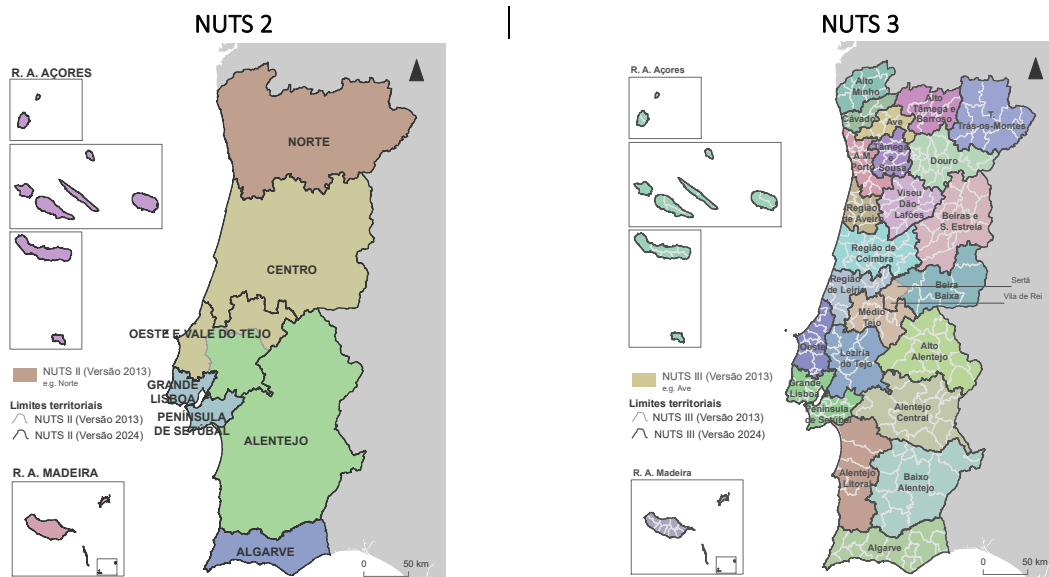 NUTS 2
R. A. AÇORES
NORTE
CENTRO
OESTE E VALE DO TEJO
GRANDE
LISBOA
PENÍNSULA
DE SETÚBAL
ALENTEJO
ALGARVE
NUTS II (Versão 2013)
e.g. Norte
Limites territoriais
NUTS II (Versão 2013)
NUTS II (Versão 2024)
R. A. MADEIRA
0 50 km
NUTS 3
R. A. Açores
Alto
Minho
Cávado
Ave
Alto
Tâmega e
Barroso
T.
Trás-os-Montes
A.M.
Porto
Tâmega
e
Sousa
Douro
Região
de Aveiro
Viseu
Dão-
Lafões
Beiras e
S. Estrela
Região de
Coimbra
Região
de Leiria
Beira
Baixa
Sertã
Vila de Rei
Médio
Tejo
Oeste
Lezíria
do Tejo
Alto
Alentejo
Grande
Lisboa
Península
de Setúbal
Alentejo
Central
Alentejo
Litoral
Baixo
Alentejo
Algarve
NUTS III (Versão 2013)
e.g. Ave
Limites territoriais
NUTS III (Versão 2013)
NUTS III (Versão 2024)
R. A. Madeira
0 50 km